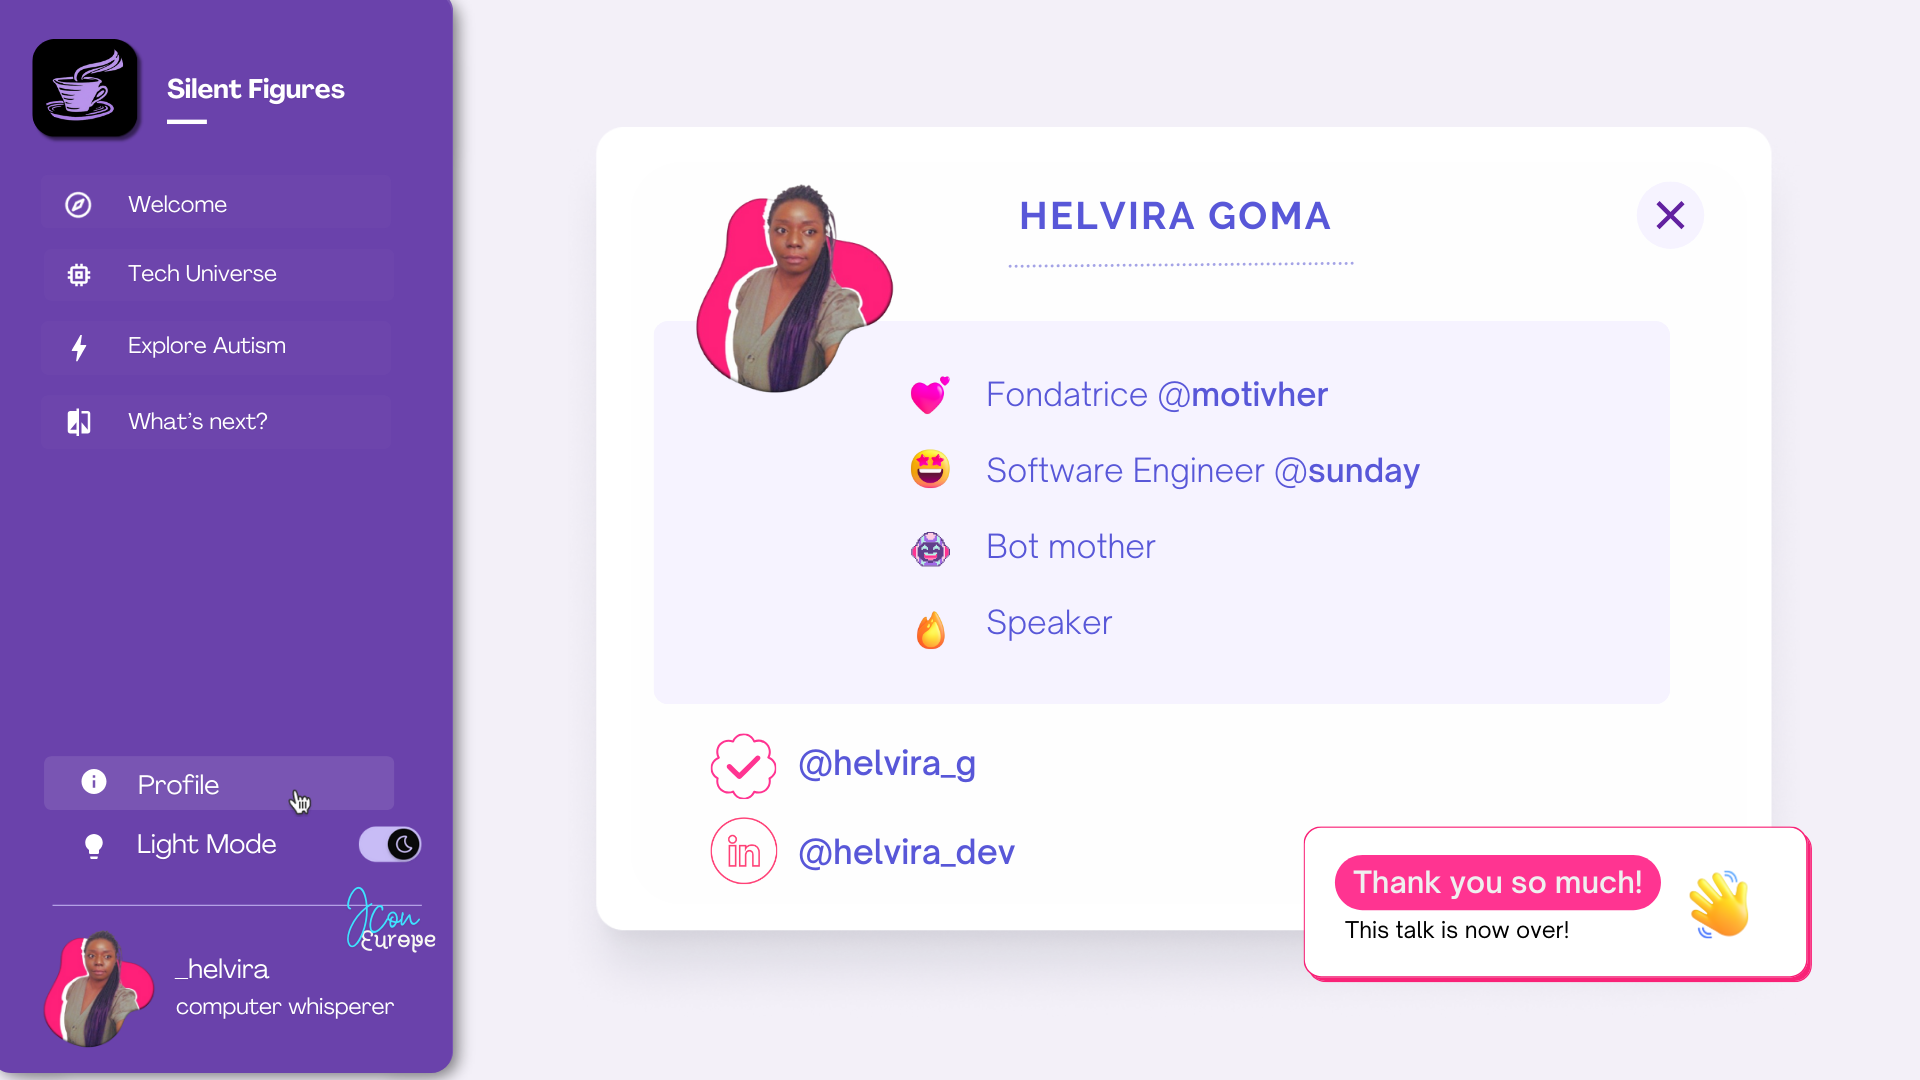 Silent Figures
Welcome
Tech Universe
Explore Autism
What's next?
Profile
Light Mode
JCon
Europe
_helvira
computer whisperer
HELVIRA GOMA
Fondatrice @motivher
Software Engineer @sunday
Bot mother
Speaker
@helvira_g
in
@helvira_dev
Thank you so much!
This talk is now over!